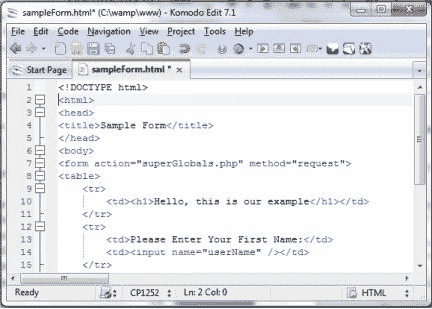 sampleForm.html* (C:\wamp\www) - Komodo Edit 7.1
File Edit Code Navigation View Project Tools Help
Start Page sampleForm.html *
1 <!DOCTYPE html>
2 <html>
3 <head>
4 <title>Sample Form</title>
5 </head>
6 <body>
7 <form action="superGlobals.php" method="request">
8 <table>
9 <tr>
10 <td><h1>Hello, this is our example</h1></td>
11 </tr>
12 <tr>
13 <td>Please Enter Your First Name:</td>
14 <td><input name="userName" /></td>
15 </tr>
Ready CP1252 Ln: 2 Col: 0 HTML